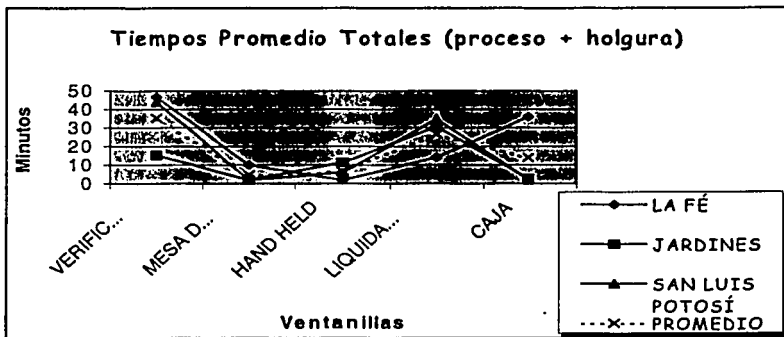 Tiempos Promedio Totales (proceso + holgura)
Minutos
50
40
30
20
10
0
VERIFIC...
MESA D...
HAND HELD
LIQUIDA...
CAJA
Ventanillas
LA FÉ
JARDINES
SAN LUIS
POTOSÍ
PROMEDIO